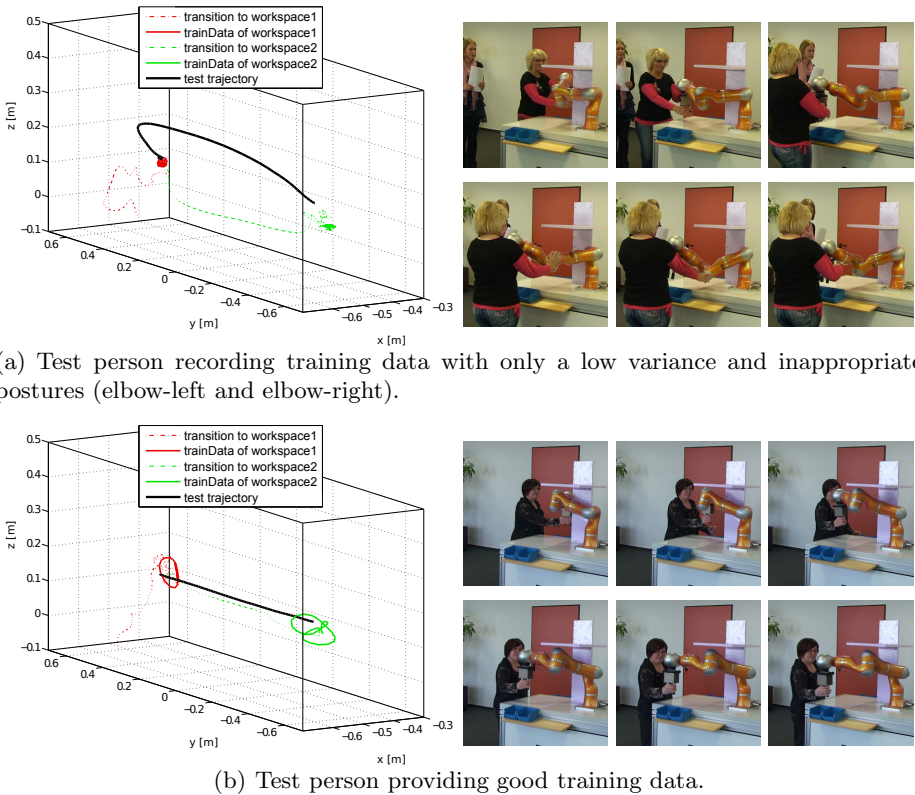 0.5
0.4
0.3
0.2
0.1
0
−0.1
z [m]
transition to workspace1
trainData of workspace1
transition to workspace2
trainData of workspace2
test trajectory
0.6
0.4
0.2
0
−0.2
−0.4
−0.6
y [m]
−0.6
−0.5
−0.4
−0.3
x [m]
(a) Test person recording training data with only a low variance and inappropriate
postures (elbow-left and elbow-right).
0.5
0.4
0.3
0.2
0.1
0
−0.1
z [m]
transition to workspace1
trainData of workspace1
transition to workspace2
trainData of workspace2
test trajectory
0.6
0.4
0.2
0
−0.2
−0.4
−0.6
y [m]
−0.6
−0.5
−0.4
−0.3
x [m]
(b) Test person providing good training data.